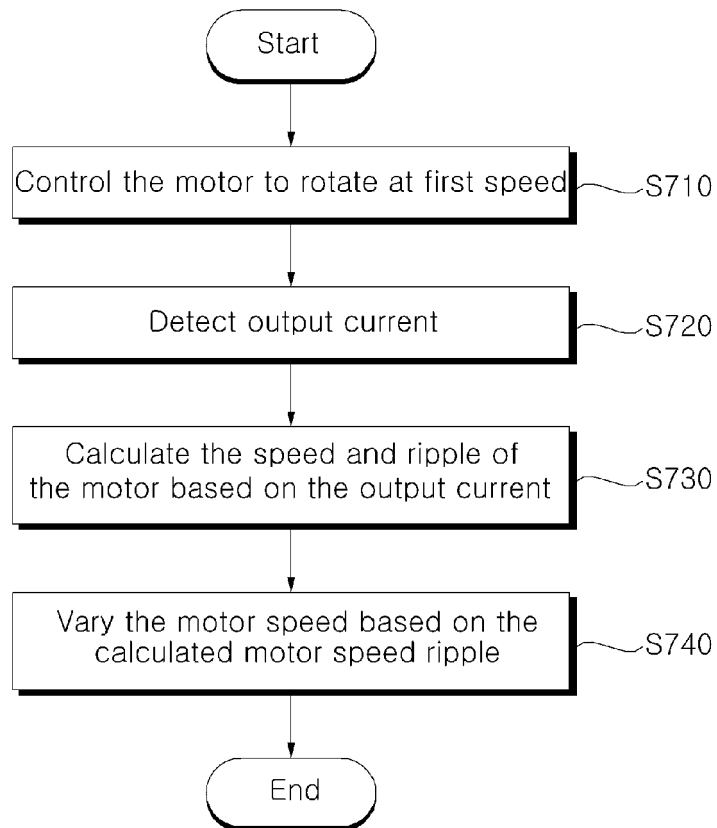 Start
Control the motor to rotate at first speed
S710
Detect output current
S720
Calculate the speed and ripple of
the motor based on the output current
S730
Vary the motor speed based on the
calculated motor speed ripple
S740
End